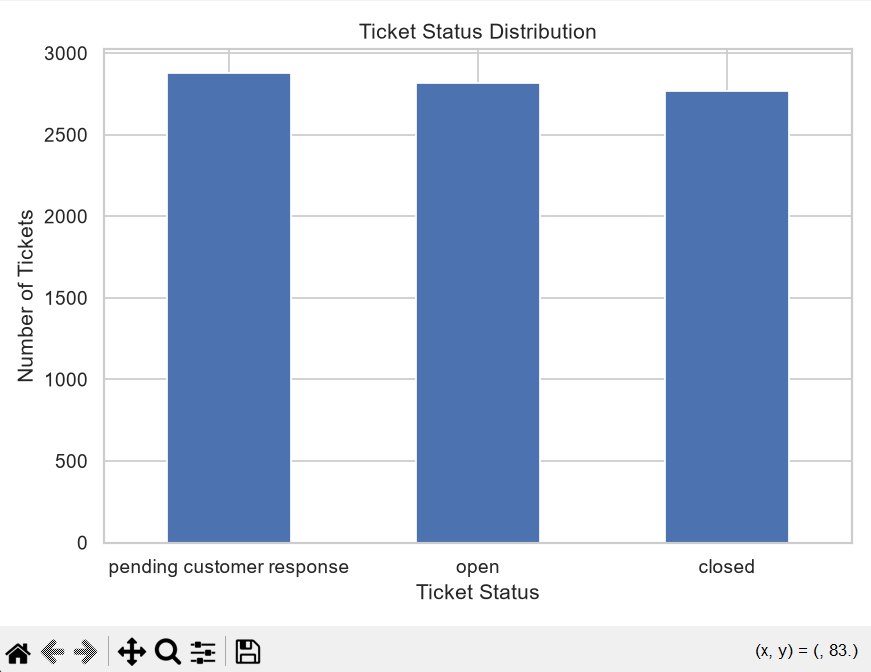 Ticket Status Distribution
Number of Tickets
3000
2500
2000
1500
1000
500
0
pending customer response
open
closed
Ticket Status
(x, y) = (, 83.)